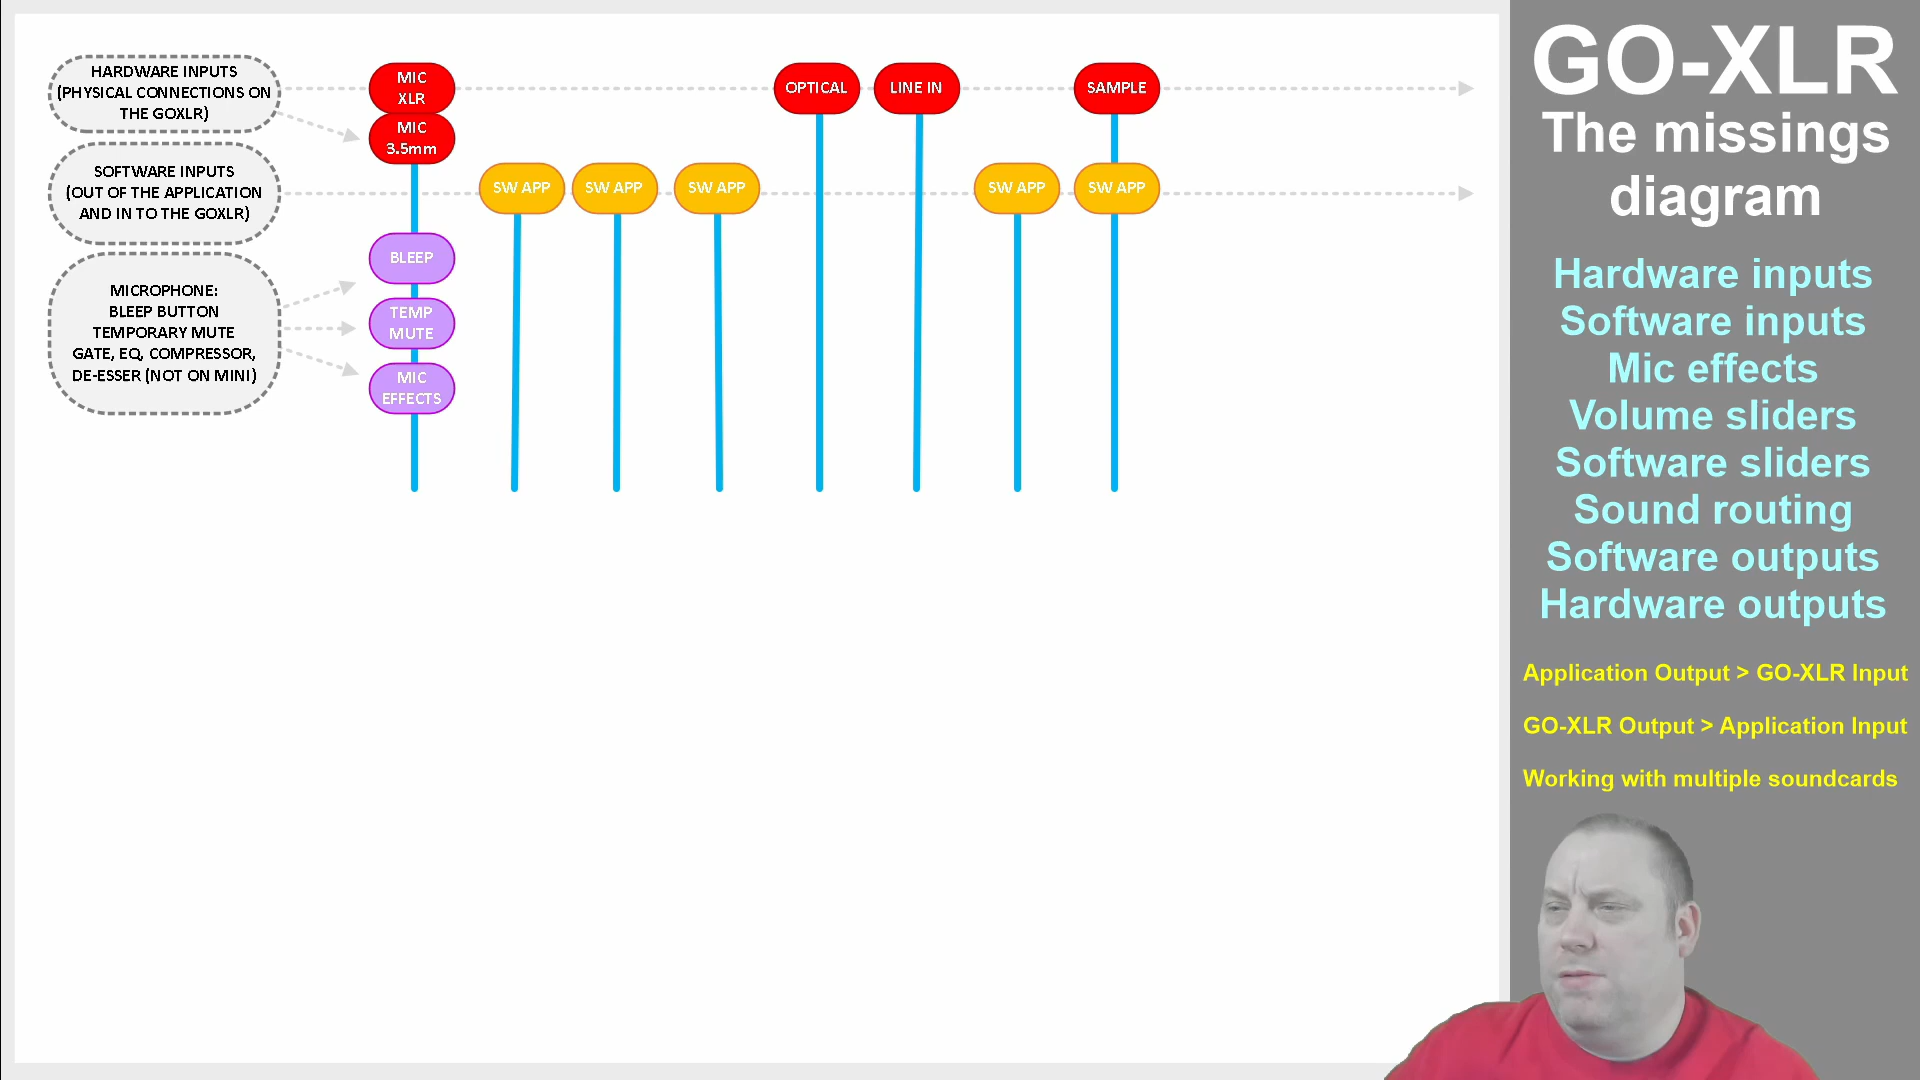 HARDWARE INPUTS
(PHYSICAL CONNECTIONS ON
THE GOXLR)
MIC
XLR
OPTICAL
LINE IN
SAMPLE
MIC
3.5mm
SOFTWARE INPUTS
(OUT OF THE APPLICATION
AND IN TO THE GOXLR)
SW APP
SW APP
SW APP
SW APP
SW APP
MICROPHONE:
BLEEP BUTTON
TEMPORARY MUTE
GATE, EQ, COMPRESSOR,
DE-ESSER (NOT ON MINI)
BLEEP
TEMP
MUTE
MIC
EFFECTS
GO-XLR
The missings
diagram
Hardware inputs
Software inputs
Mic effects
Volume sliders
Software sliders
Sound routing
Software outputs
Hardware outputs
Application Output > GO-XLR Input
GO-XLR Output > Application Input
Working with multiple soundcards